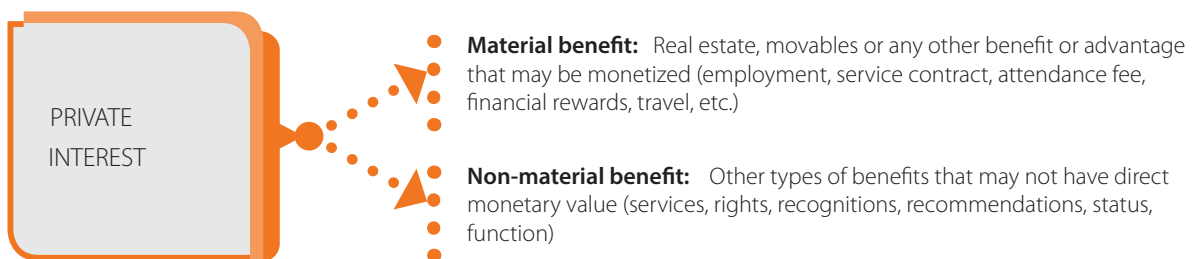 PRIVATE
INTEREST
Material benefit: Real estate, movables or any other benefit or advantage
that may be monetized (employment, service contract, attendance fee,
financial rewards, travel, etc.)
Non-material benefit: Other types of benefits that may not have direct
monetary value (services, rights, recognitions, recommendations, status,
function)